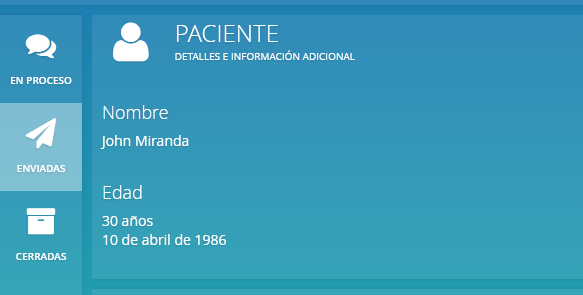 PACIENTE
DETALLES E INFORMACIÓN ADICIONAL
EN PROCESO
ENVIADAS
CERRADAS
Nombre
John Miranda
Edad
30 años
10 de abril de 1986